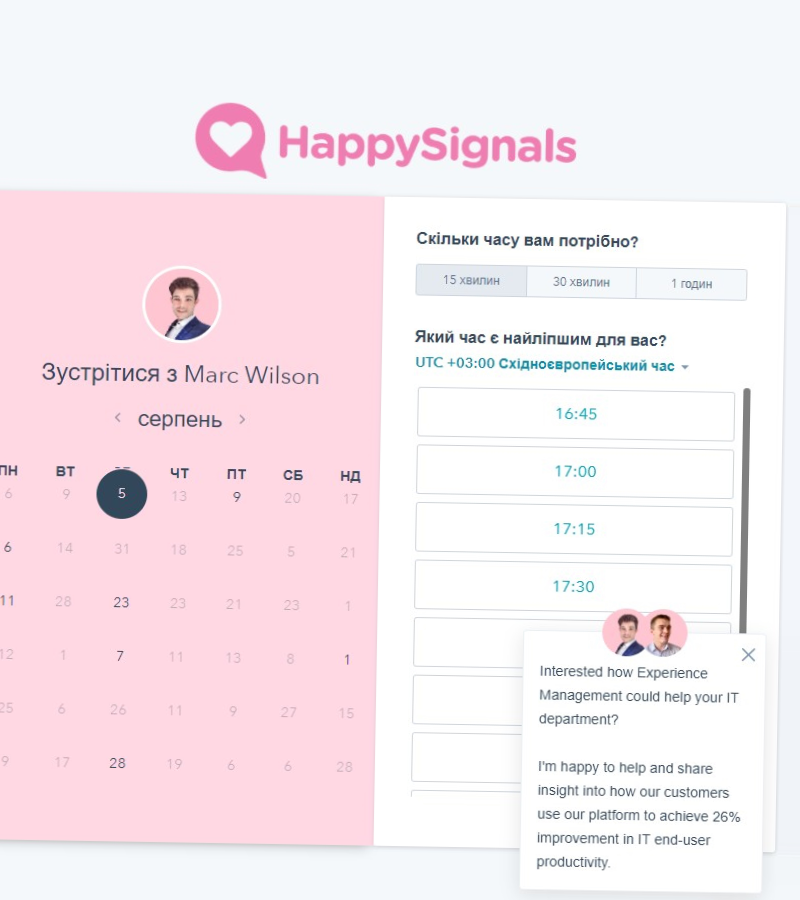 HappySignals
Зустрітися з Marc Wilson
серпень
ПН ВТ ЧТ ПТ СБ НД
6 9 5 13 9 20 17
6 14 31 18 25 5 21
11 28 23 23 21 23 1
12 1 7 11 13 8 1
25 6 26 11 9 27 15
9 17 28 19 6 6 28
Скільки часу вам потрібно?
15 хвилин 30 хвилин 1 годин
Який час є найліпшим для вас?
UTC +03:00 Східноєвропейський час
16:45
17:00
17:15
17:30
Interested how Experience
Management could help your IT
department?
I'm happy to help and share
insight into how our customers
use our platform to achieve 26%
improvement in IT end-user
productivity.